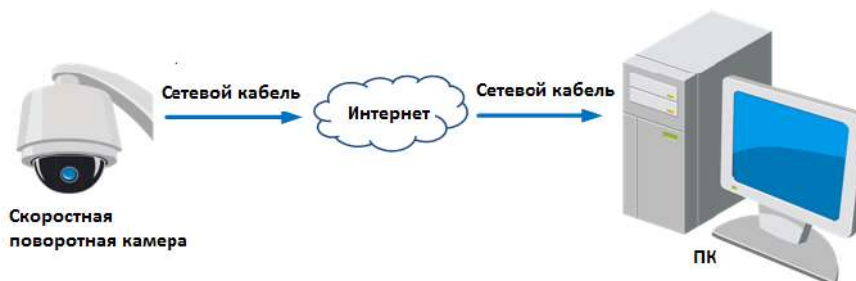 Сетевой кабель
Интернет
Сетевой кабель
Скоростная
поворотная камера
ПК